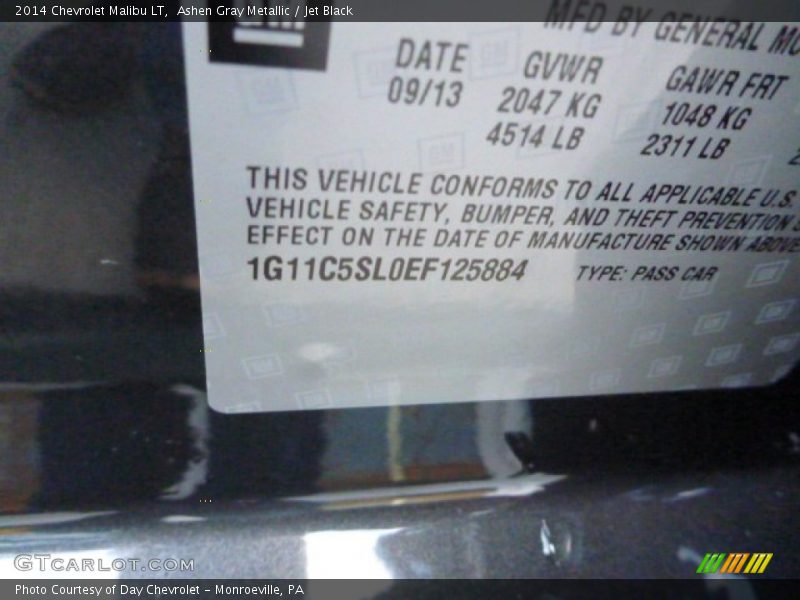 2014 Chevrolet Malibu LT, Ashen Gray Metallic / Jet Black
GM
MFD BY GENERAL
DATE GVWR GAWR FRT
09/13 2047 KG 1048 KG
4514 LB 2311 LB
THIS VEHICLE CONFORMS TO ALL APPLICABLE U.S.
VEHICLE SAFETY, BUMPER, AND THEFT PREVENTION
EFFECT ON THE DATE OF MANUFACTURE SHOWN ABOVE
1G11C5SL0EF125884 TYPE: PASS CAR
GTCARLOT.COM
Photo Courtesy of Day Chevrolet - Monroeville, PA